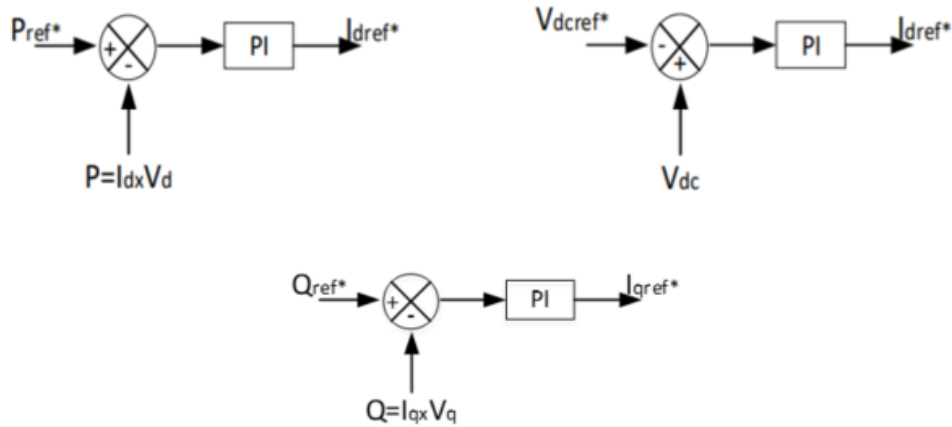 Pref*
+
-
PI
Idref*
P=IdxVd
Vdcref*
-
+
PI
Idref*
Vdc
Qref*
+
-
PI
Iqref*
Q=IqxVq